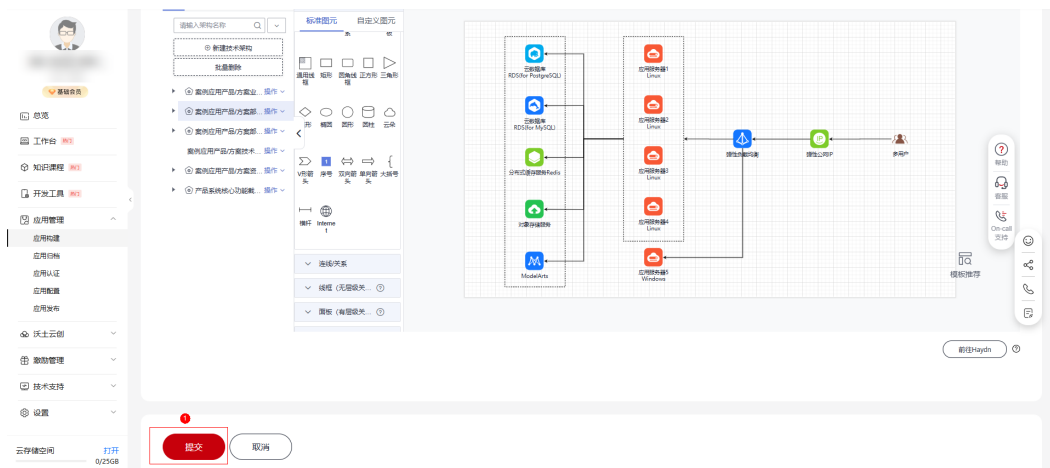 基础会员
总览
工作台 热门
知识课程 热门
开发工具 热门
应用管理
应用构建
应用归档
应用认证
应用配置
应用发布
沃土云创
激励管理
技术支持
设置
云存储空间 打开
0/25GB
请输入架构名称
⊕ 新建技术架构
批量删除
案例应用产品/方案业... 操作
案例应用产品/方案部... 操作
案例应用产品/方案部... 操作
案例应用产品/方案技术... 操作
案例应用产品/方案资... 操作
产品系统核心功能截... 操作
标准图元 自定义图元
系 板
通用线框 矩形 圆角线框 正方形 三角形
形 椭圆 圆形 圆柱 云朵
V形箭头 1 序号 双向箭头 单向箭头 { 大括号
横杆 Internet
连线/关系
线框（无层级关...
面板（有层级关...
云数据库
RDS(for PostgreSQL)
云数据库
RDS(for MySQL)
分布式缓存服务Redis
对象存储服务
ModelArts
应用服务器1
Linux
应用服务器2
Linux
应用服务器3
Linux
应用服务器4
Linux
应用服务器5
Windows
弹性负载均衡
IP
弹性公网IP
多用户
模板推荐
帮助
客服
On-call
支持
前往Haydn
1
提交
取消